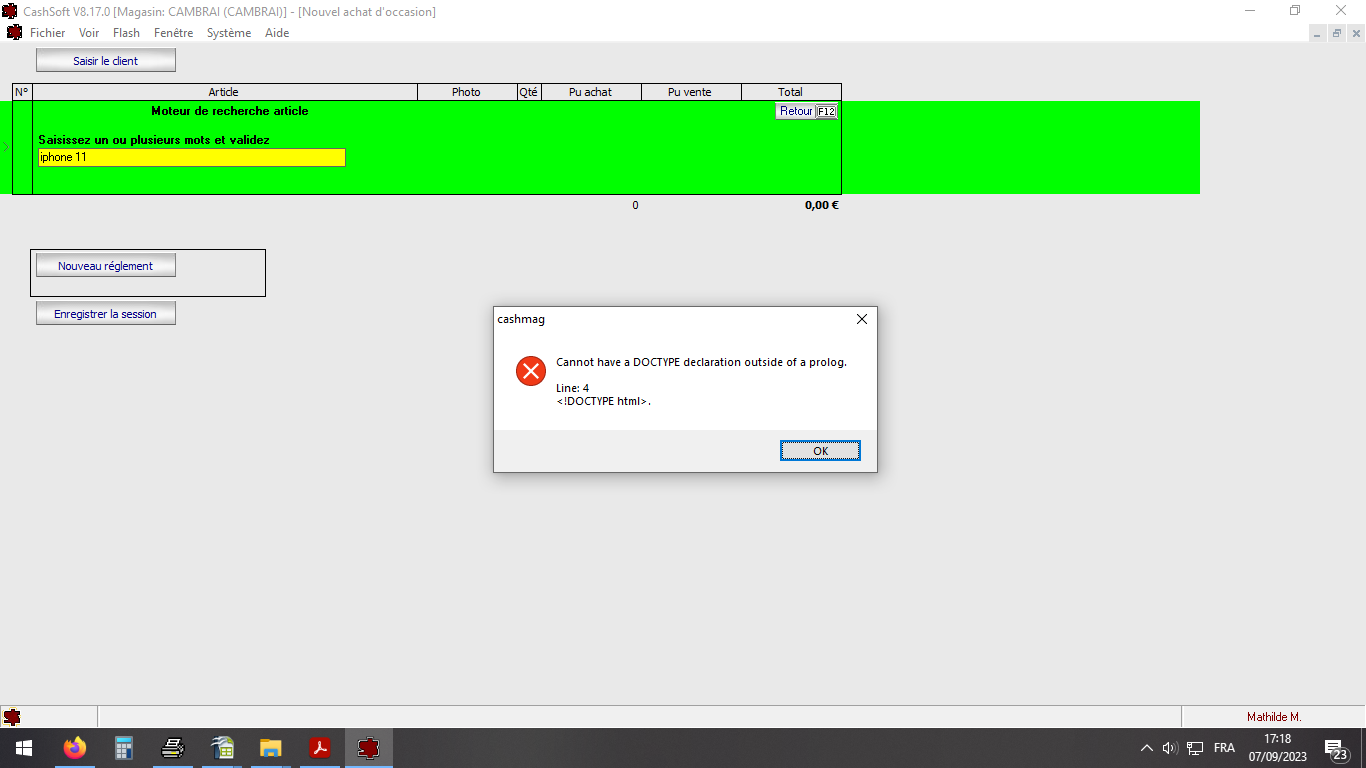 CashSoft V8.17.0 [Magasin: CAMBRAI (CAMBRAI)] - [Nouvel achat d'occasion]
Fichier Voir Flash Fenêtre Système Aide
Saisir le client
N° Article Photo Qté Pu achat Pu vente Total
Moteur de recherche article Retour F12
Saisissez un ou plusieurs mots et validez
iphone 11
0 0,00 €
Nouveau réglement
Enregistrer la session
cashmag
Cannot have a DOCTYPE declaration outside of a prolog.
Line: 4
<!DOCTYPE html>.
OK
Mathilde M.
FRA
17:18
07/09/2023
23